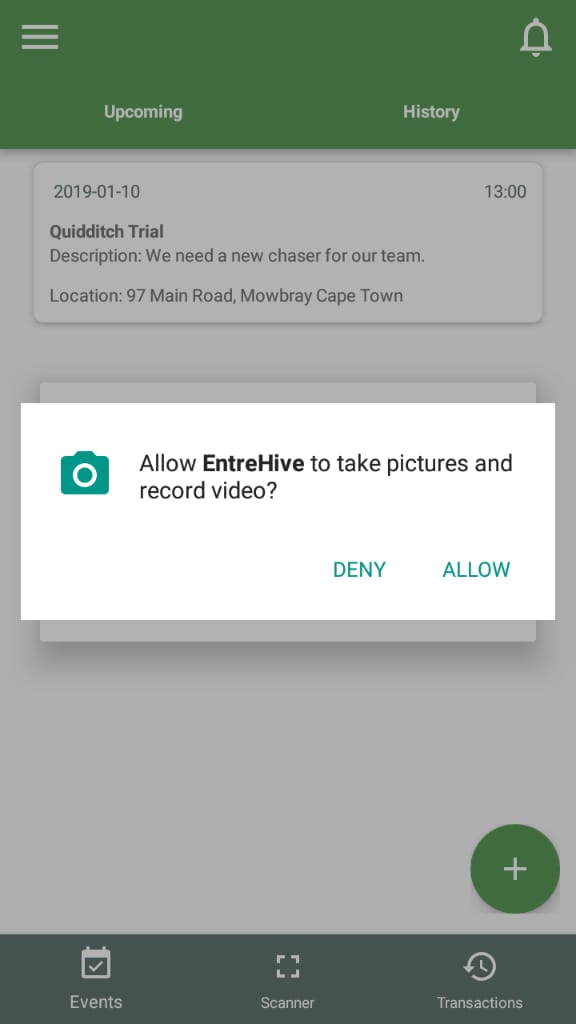 Upcoming History
2019-01-10 13:00
Quidditch Trial
Description: We need a new chaser for our team.
Location: 97 Main Road, Mowbray Cape Town
Allow EntreHive to take pictures and
record video?
DENY ALLOW
Events Scanner Transactions